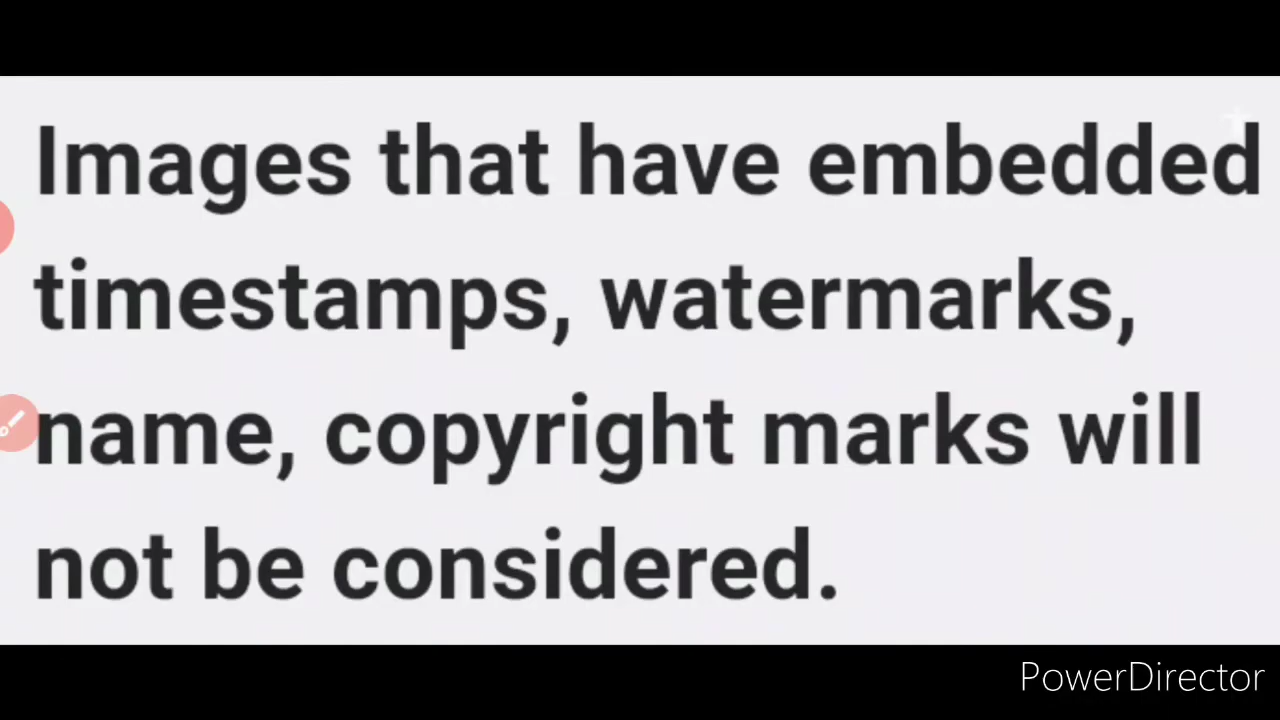 Images that have embedded
timestamps, watermarks,
name, copyright marks will
not be considered.
PowerDirector